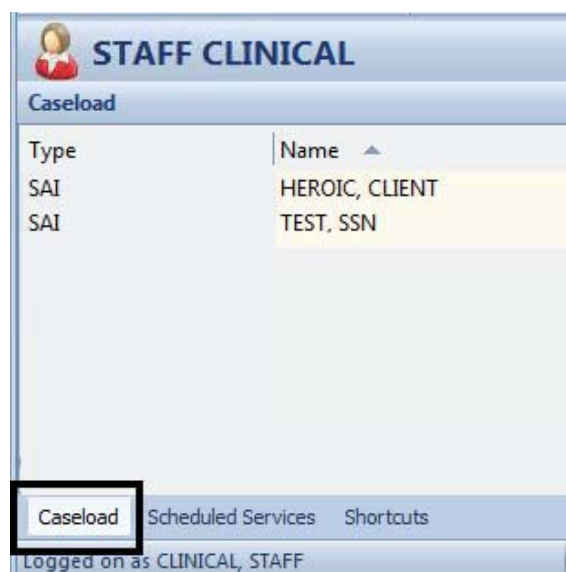 STAFF CLINICAL
Caseload
Type Name
SAI HEROIC, CLIENT
SAI TEST, SSN
Caseload Scheduled Services Shortcuts
Logged on as CLINICAL, STAFF